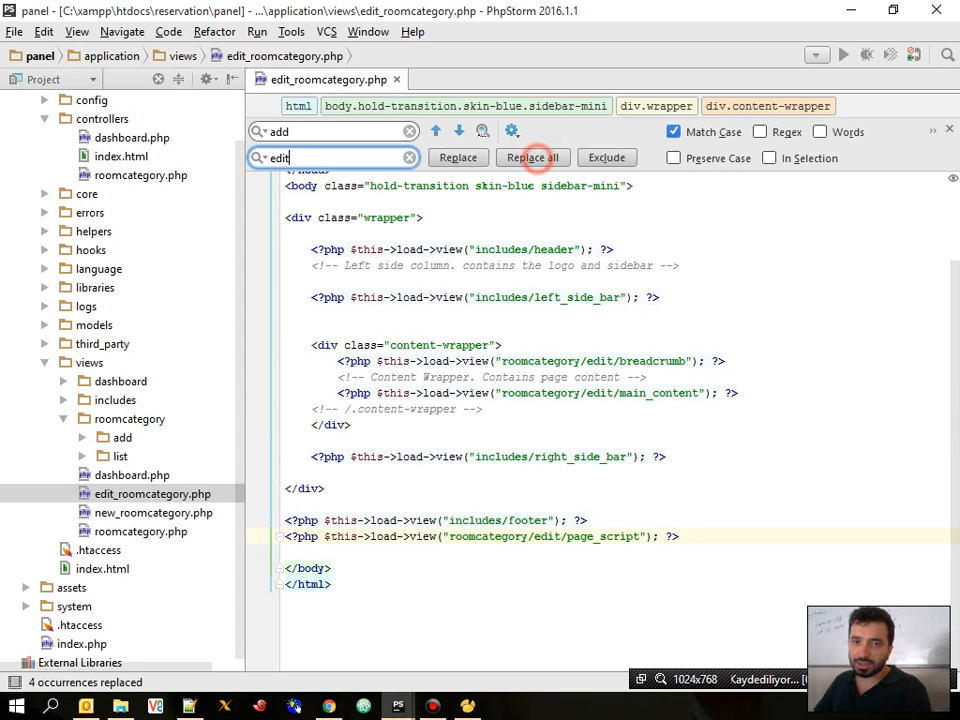 panel - [C:\xampp\htdocs\reservation\panel] - ...\application\views\edit_roomcategory.php - PhpStorm 2016.1.1
File Edit View Navigate Code Refactor Run Tools VCS Window Help
panel application views edit_roomcategory.php
Project
edit_roomcategory.php
config
controllers
dashboard.php
index.html
roomcategory.php
core
errors
helpers
hooks
language
libraries
logs
models
third_party
views
dashboard
includes
roomcategory
add
list
dashboard.php
edit_roomcategory.php
new_roomcategory.php
roomcategory.php
.htaccess
index.html
assets
system
.htaccess
index.php
External Libraries
html body.hold-transition.skin-blue.sidebar-mini div.wrapper div.content-wrapper
add Match Case Regex Words
edit Replace Replace all Exclude Preserve Case In Selection
<body class="hold-transition skin-blue sidebar-mini">
<div class="wrapper">
<?php $this->load->view("includes/header"); ?>
<!-- Left side column. contains the logo and sidebar -->
<?php $this->load->view("includes/left_side_bar"); ?>
<div class="content-wrapper">
<?php $this->load->view("roomcategory/edit/breadcrumb"); ?>
<!-- Content Wrapper. Contains page content -->
<?php $this->load->view("roomcategory/edit/main_content"); ?>
<!-- /.content-wrapper -->
</div>
<?php $this->load->view("includes/right_side_bar"); ?>
</div>
<?php $this->load->view("includes/footer"); ?>
<?php $this->load->view("roomcategory/edit/page_script"); ?>
</body>
</html>
4 occurrences replaced
1024x768 Kaydediliyor...